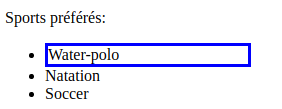 Sports préférés:
Water-polo
Natation
Soccer